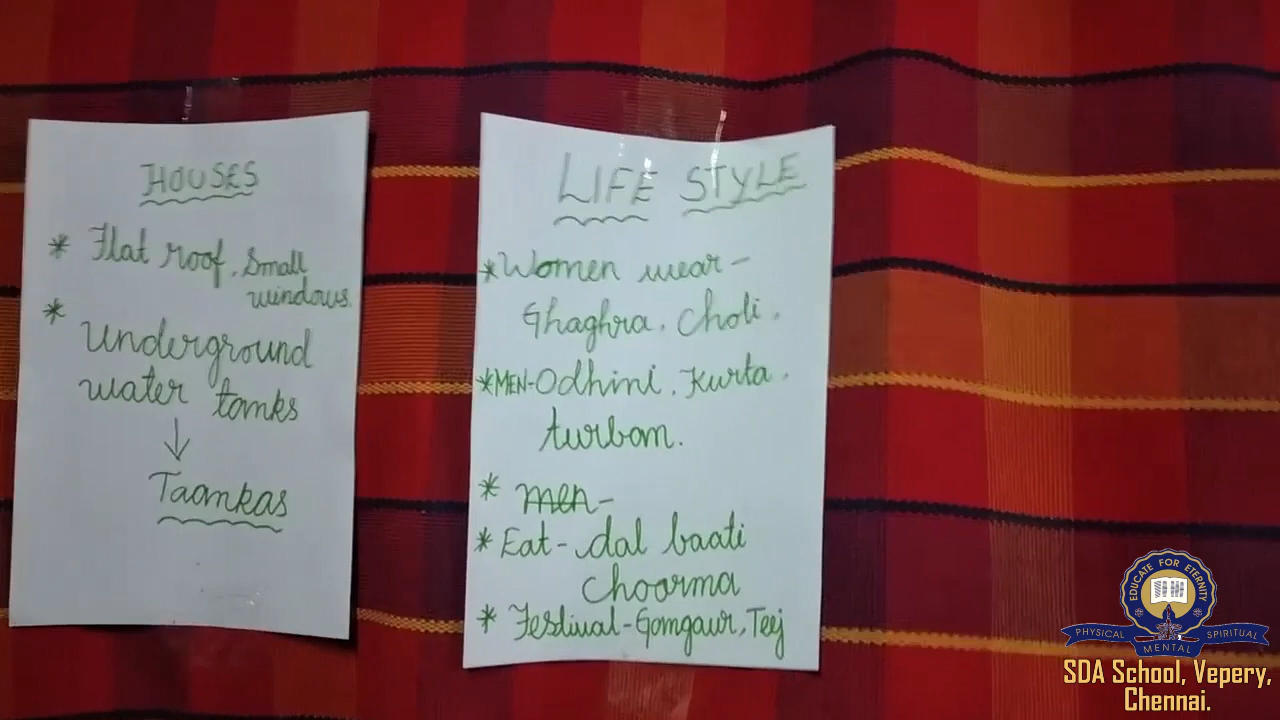 HOUSES
* Flat roof, Small
windows.
*
Underground
water tanks
↓
Taankas
LIFE STYLE
* Women wear -
Ghaghra, Choli,
* MEN- Odhini, Kurta,
turban.
* men -
* Eat - dal baati
choorma
* Festival - Gomgaur, Teej
EDUCATE FOR ETERNITY
PHYSICAL
MENTAL
SPIRITUAL
SDA School, Vepery,
Chennai.